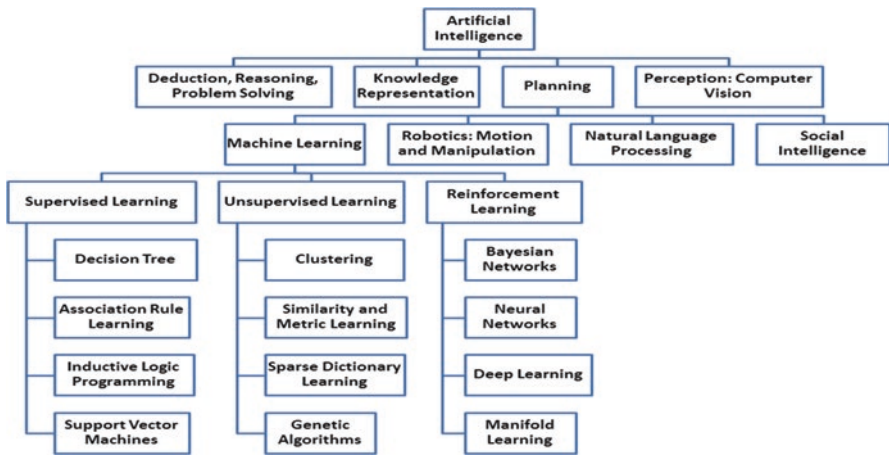 Artificial
Intelligence
Deduction, Reasoning,
Problem Solving
Knowledge
Representation
Planning
Perception: Computer
Vision
Machine Learning
Robotics: Motion
and Manipulation
Natural Language
Processing
Social
Intelligence
Supervised Learning
Unsupervised Learning
Reinforcement
Learning
Decision Tree
Clustering
Bayesian
Networks
Association Rule
Learning
Similarity and
Metric Learning
Neural
Networks
Inductive Logic
Programming
Sparse Dictionary
Learning
Deep Learning
Support Vector
Machines
Genetic
Algorithms
Manifold
Learning